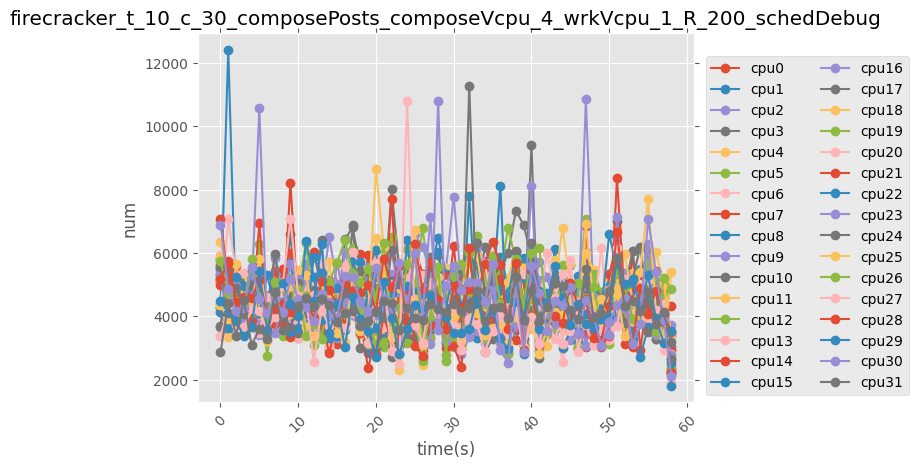 firecracker_t_10_c_30_composePosts_composeVcpu_4_wrkVcpu_1_R_200_schedDebug
num
12000
10000
8000
6000
4000
2000
0
10
20
30
40
50
60
time(s)
cpu0
cpu1
cpu2
cpu3
cpu4
cpu5
cpu6
cpu7
cpu8
cpu9
cpu10
cpu11
cpu12
cpu13
cpu14
cpu15
cpu16
cpu17
cpu18
cpu19
cpu20
cpu21
cpu22
cpu23
cpu24
cpu25
cpu26
cpu27
cpu28
cpu29
cpu30
cpu31